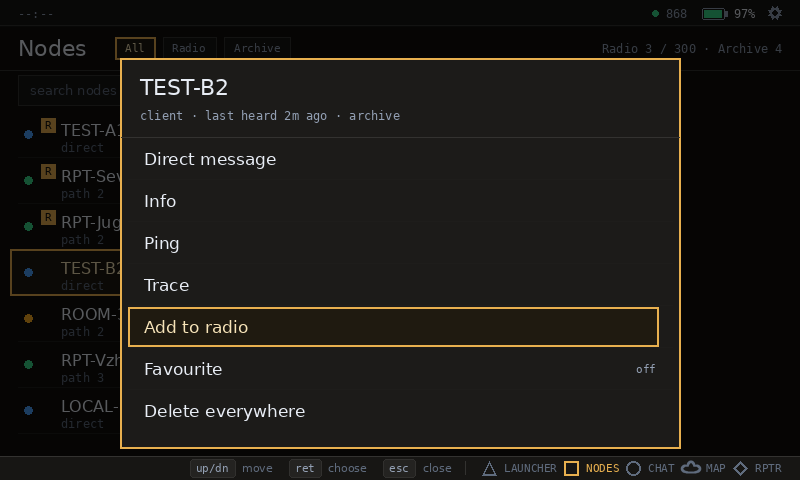 --:--
868
97%
Nodes
All
Radio
Archive
Radio 3 / 300 · Archive 4
search nodes
R
TEST-A
direct
R
RPT-Sev
path 2
R
RPT-Jug
path 2
TEST-B2
direct
ROOM-
path 2
RPT-Vzh
path 3
LOCAL-
direct
TEST-B2
client · last heard 2m ago · archive
Direct message
Info
Ping
Trace
Add to radio
Favourite
off
Delete everywhere
up/dn move ret choose esc close LAUNCHER NODES CHAT MAP RPTR